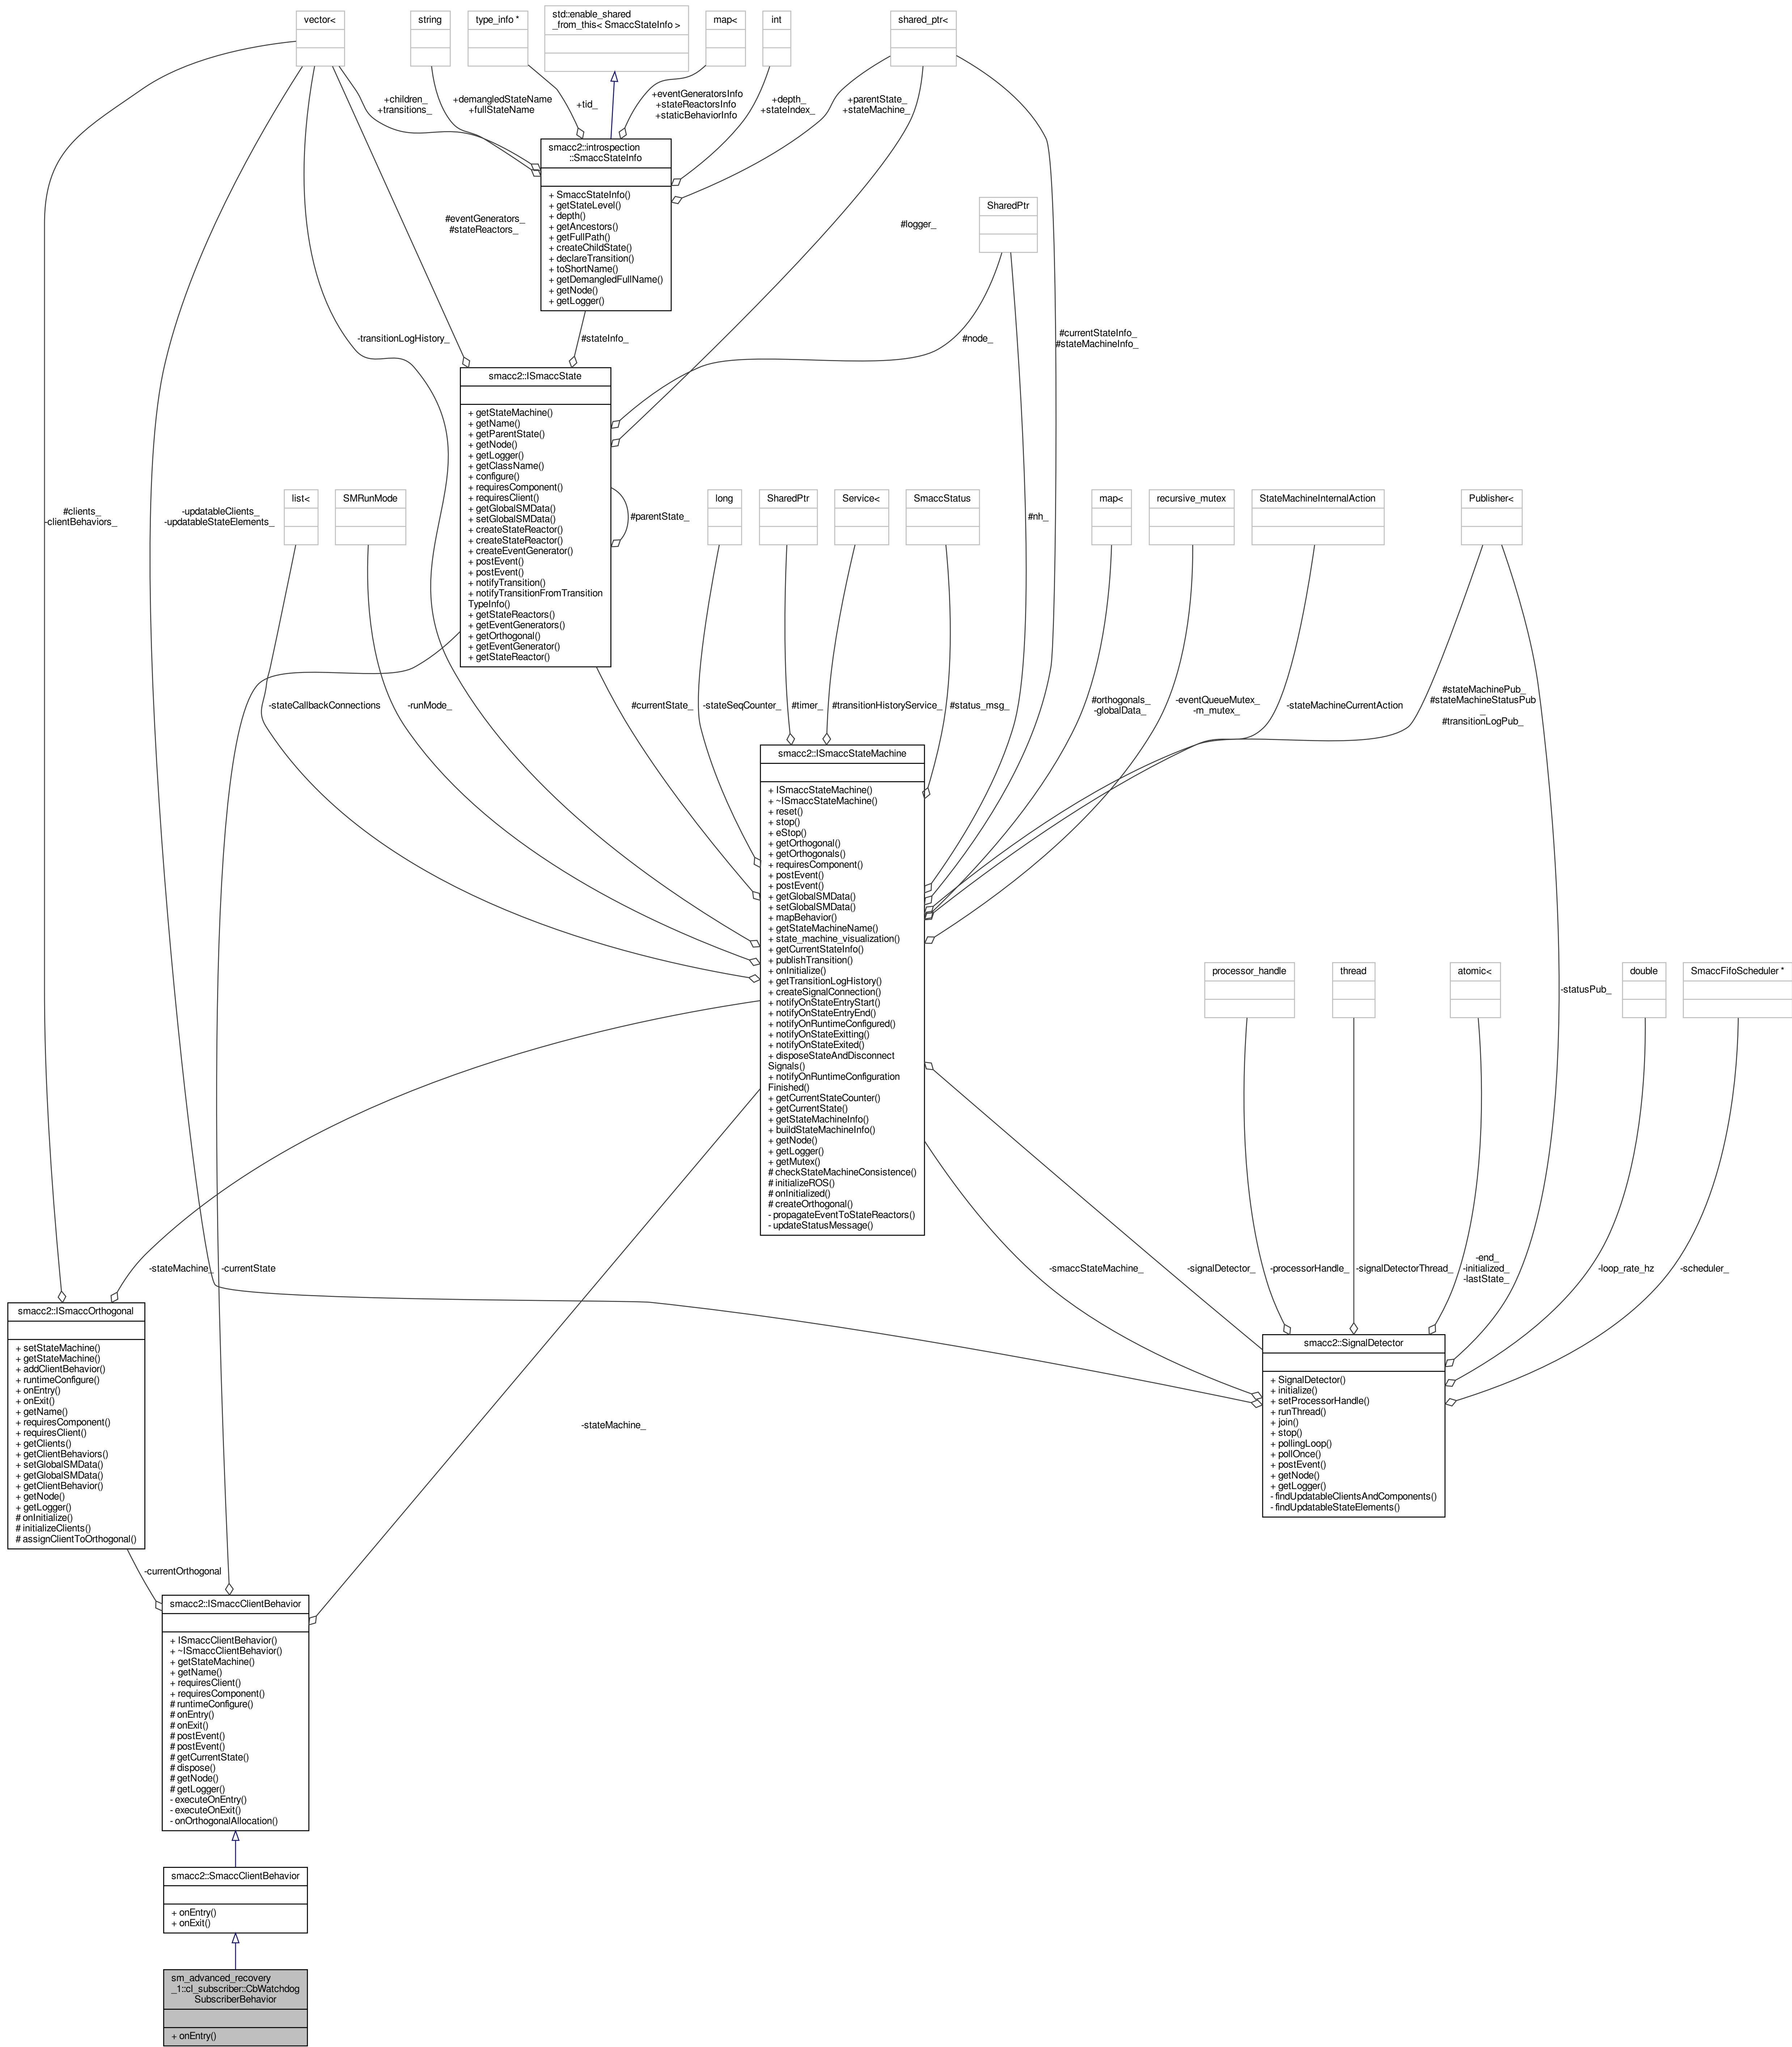 vector<
string
type_info *
std::enable_shared
_from_this< SmaccStateInfo >
map<
int
shared_ptr<
+children_
+transitions_
+demangledStateName
+fullStateName
+tid_
+eventGeneratorsInfo
+stateReactorsInfo
+staticBehaviorInfo
+depth_
+stateIndex_
+parentState_
+stateMachine_
smacc2::introspection
::SmaccStateInfo
+ SmaccStateInfo()
+ getStateLevel()
+ depth()
+ getAncestors()
+ getFullPath()
+ createChildState()
+ declareTransition()
+ toShortName()
+ getDemangledFullName()
+ getNode()
+ getLogger()
SharedPtr
#eventGenerators_
#stateReactors_
#logger_
-transitionLogHistory_
#stateInfo_
#node_
#currentStateInfo_
#stateMachineInfo_
smacc2::ISmaccState
+ getStateMachine()
+ getName()
+ getParentState()
+ getNode()
+ getLogger()
+ getClassName()
+ configure()
+ requiresComponent()
+ requiresClient()
+ getGlobalSMData()
+ setGlobalSMData()
+ createStateReactor()
+ createStateReactor()
+ createEventGenerator()
+ postEvent()
+ postEvent()
+ notifyTransition()
+ notifyTransitionFromTransition
TypeInfo()
+ getStateReactors()
+ getEventGenerators()
+ getOrthogonal()
+ getEventGenerator()
+ getStateReactor()
#parentState_
#clients_
-clientBehaviors_
-updatableClients_
-updatableStateElements_
list<
SMRunMode
long
SharedPtr
Service<
SmaccStatus
#nh_
map<
recursive_mutex
StateMachineInternalAction
Publisher<
-stateCallbackConnections
-runMode_
#currentState_
-stateSeqCounter_
#timer_
#transitionHistoryService_
#status_msg_
#orthogonals_
-globalData_
-eventQueueMutex_
-m_mutex_
-stateMachineCurrentAction
#stateMachinePub_
#stateMachineStatusPub
_
#transitionLogPub_
smacc2::ISmaccStateMachine
+ ISmaccStateMachine()
+ ~ISmaccStateMachine()
+ reset()
+ stop()
+ eStop()
+ getOrthogonal()
+ getOrthogonals()
+ requiresComponent()
+ postEvent()
+ postEvent()
+ getGlobalSMData()
+ setGlobalSMData()
+ mapBehavior()
+ getStateMachineName()
+ state_machine_visualization()
+ getCurrentStateInfo()
+ publishTransition()
+ onInitialize()
+ getTransitionLogHistory()
+ createSignalConnection()
+ notifyOnStateEntryStart()
+ notifyOnStateEntryEnd()
+ notifyOnRuntimeConfigured()
+ notifyOnStateExitting()
+ notifyOnStateExited()
+ disposeStateAndDisconnect
Signals()
+ notifyOnRuntimeConfiguration
Finished()
+ getCurrentStateCounter()
+ getCurrentState()
+ getStateMachineInfo()
+ buildStateMachineInfo()
+ getNode()
+ getLogger()
+ getMutex()
# checkStateMachineConsistence()
# initializeROS()
# onInitialized()
# createOrthogonal()
- propagateEventToStateReactors()
- updateStatusMessage()
processor_handle
thread
atomic<
-statusPub_
double
SmaccFifoScheduler *
-stateMachine_
-currentState
-smaccStateMachine_
-signalDetector_
-processorHandle_
-signalDetectorThread_
-end_
-initialized_
-lastState_
-loop_rate_hz
-scheduler_
smacc2::ISmaccOrthogonal
+ setStateMachine()
+ getStateMachine()
+ addClientBehavior()
+ runtimeConfigure()
+ onEntry()
+ onExit()
+ getName()
+ requiresComponent()
+ requiresClient()
+ getClients()
+ getClientBehaviors()
+ setGlobalSMData()
+ getGlobalSMData()
+ getClientBehavior()
+ getNode()
+ getLogger()
# onInitialize()
# initializeClients()
# assignClientToOrthogonal()
smacc2::SignalDetector
+ SignalDetector()
+ initialize()
+ setProcessorHandle()
+ runThread()
+ join()
+ stop()
+ pollingLoop()
+ pollOnce()
+ postEvent()
+ getNode()
+ getLogger()
- findUpdatableClientsAndComponents()
- findUpdatableStateElements()
-stateMachine_
-currentOrthogonal
smacc2::ISmaccClientBehavior
+ ISmaccClientBehavior()
+ ~ISmaccClientBehavior()
+ getStateMachine()
+ getName()
+ requiresClient()
+ requiresComponent()
# runtimeConfigure()
# onEntry()
# onExit()
# postEvent()
# postEvent()
# getCurrentState()
# dispose()
# getNode()
# getLogger()
- executeOnEntry()
- executeOnExit()
- onOrthogonalAllocation()
smacc2::SmaccClientBehavior
+ onEntry()
+ onExit()
sm_advanced_recovery
_1::cl_subscriber::CbWatchdog
SubscriberBehavior
+ onEntry()